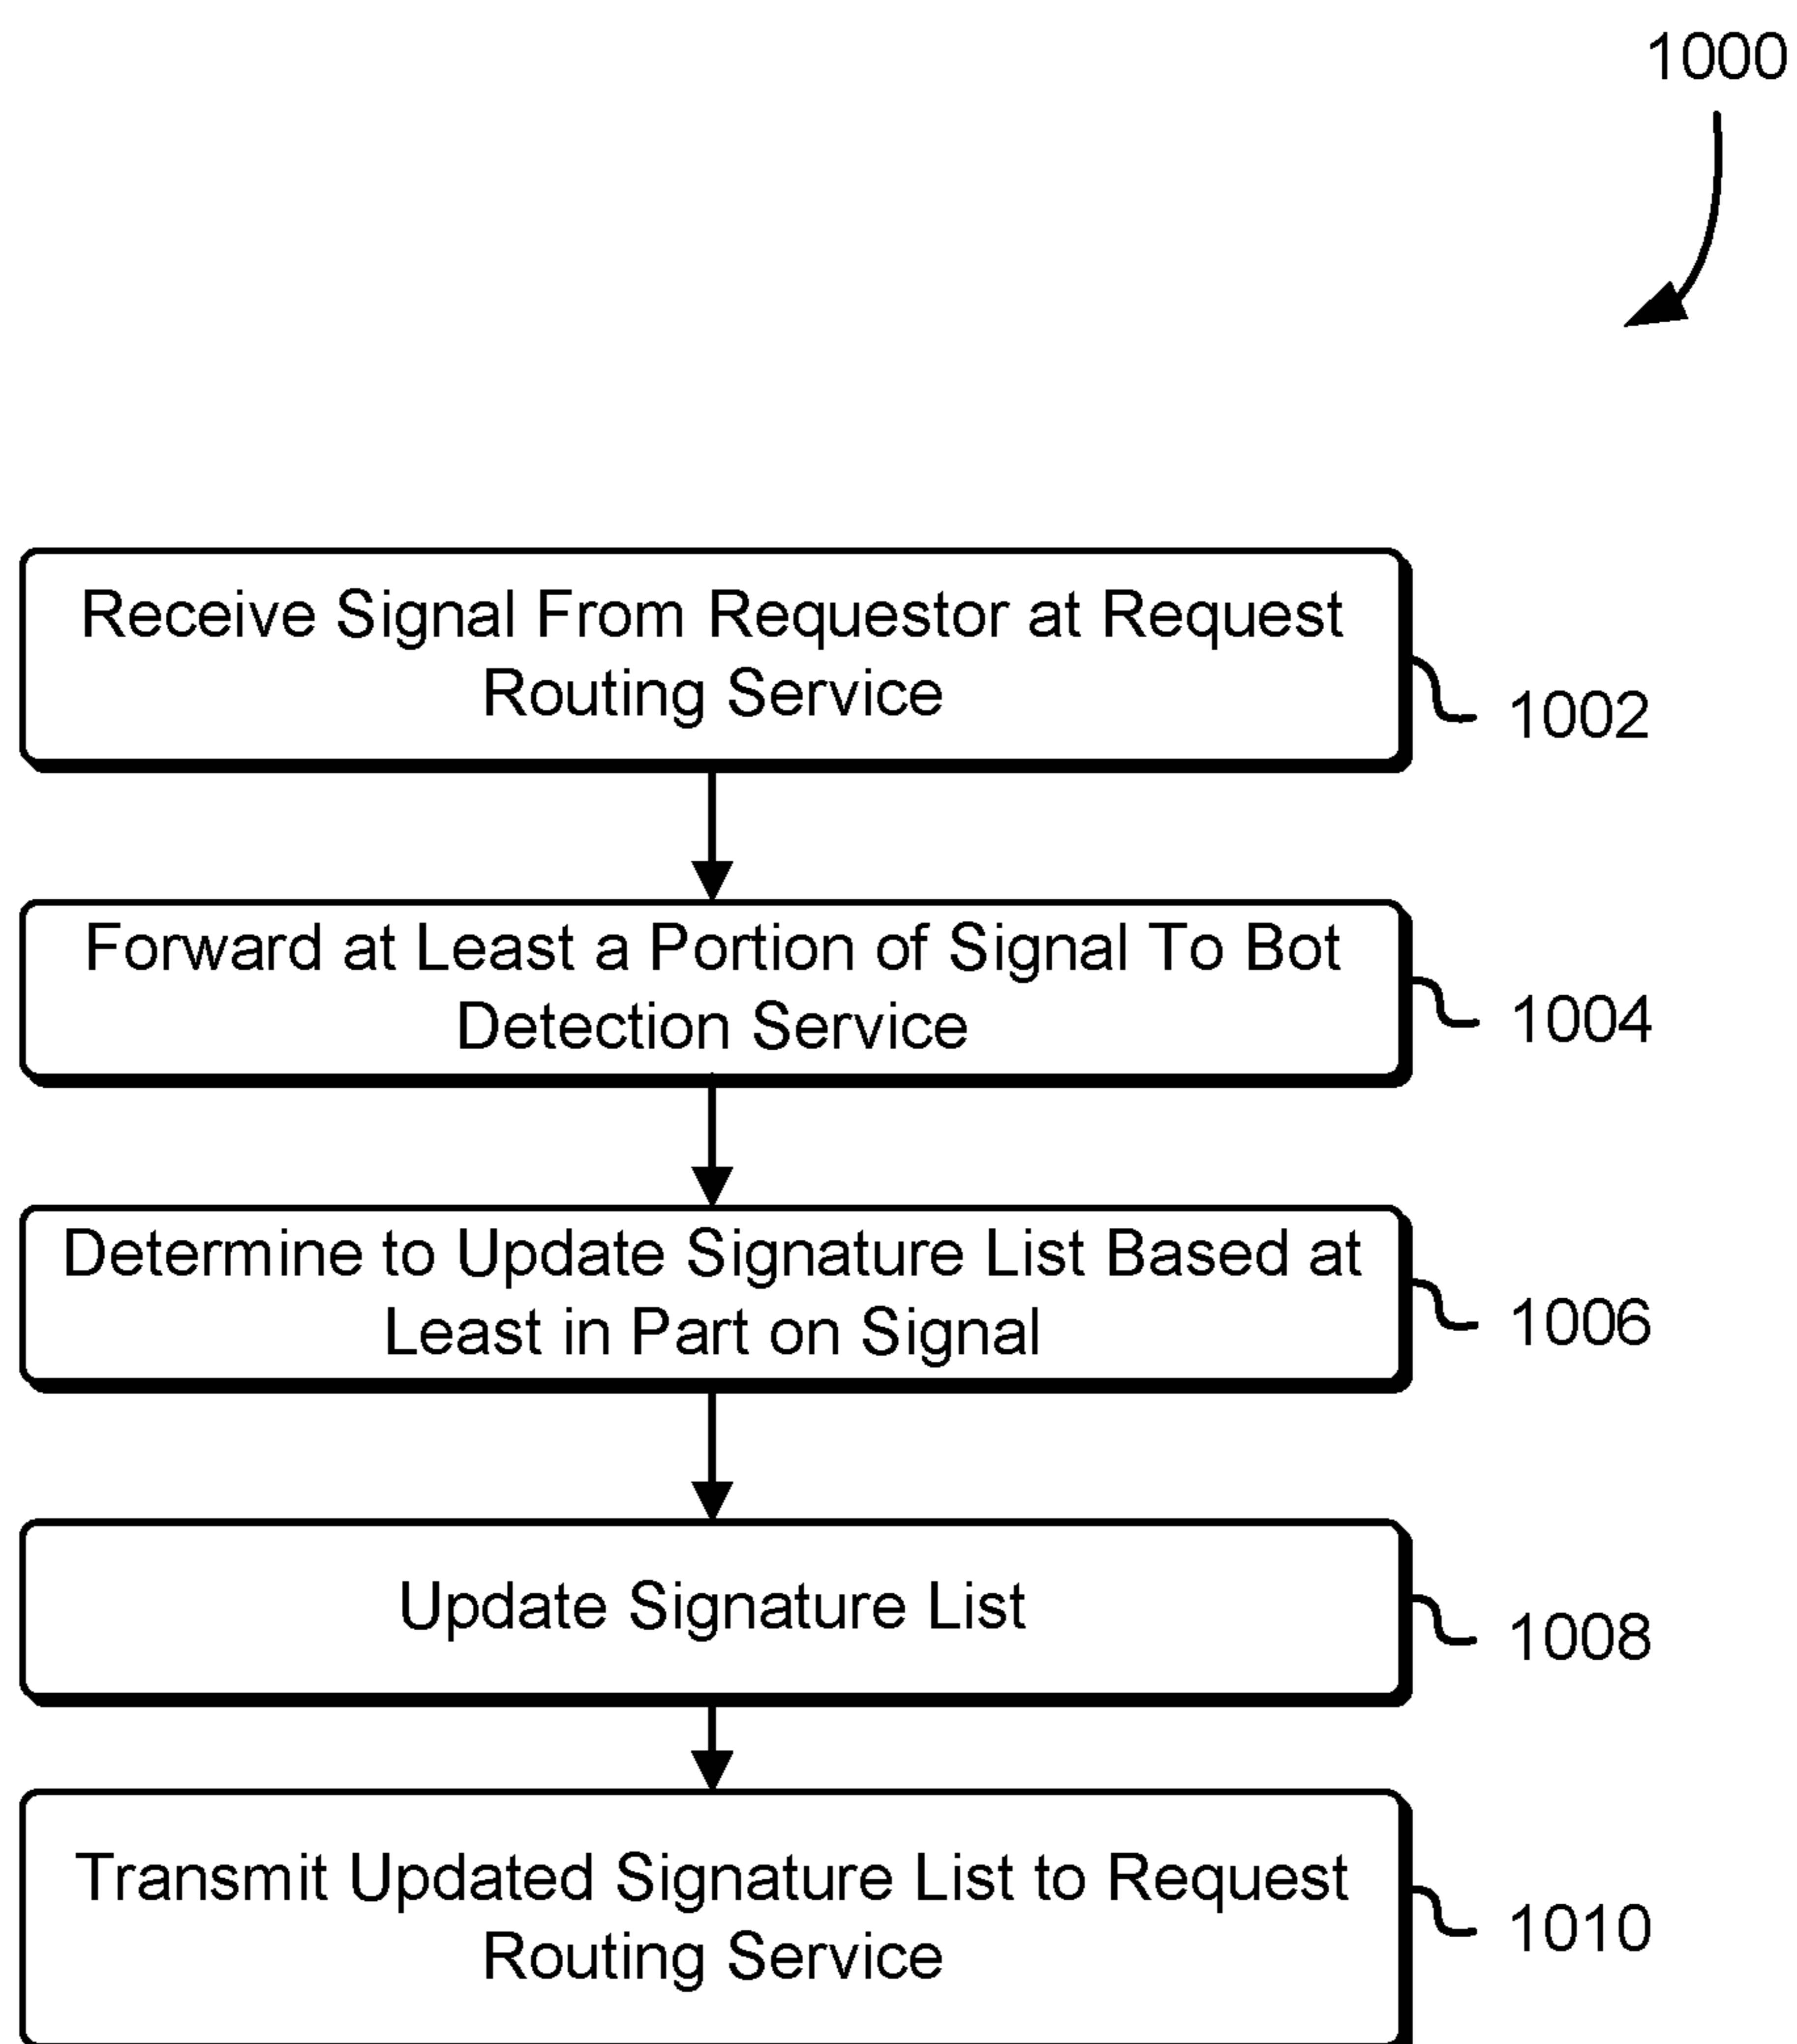 1000
Receive Signal From Requestor at Request
Routing Service
1002
Forward at Least a Portion of Signal To Bot
Detection Service
1004
Determine to Update Signature List Based at
Least in Part on Signal
1006
Update Signature List
1008
Transmit Updated Signature List to Request
Routing Service
1010